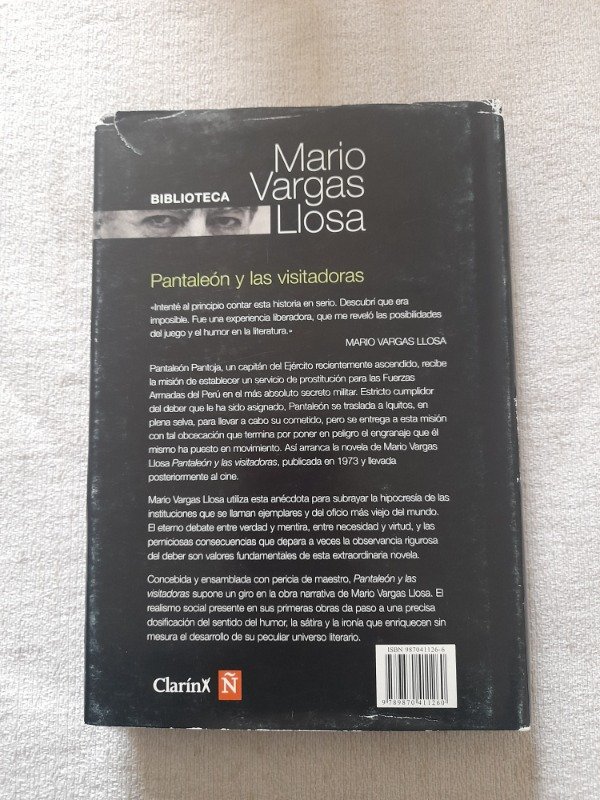 Mario
Vargas
Llosa
BIBLIOTECA
Pantaleón y las visitadoras
«Intenté al principio contar esta historia en serio. Descubrí que era
imposible. Fue una experiencia liberadora, que me reveló las posibilidades
del juego y el humor en la literatura.»
MARIO VARGAS LLOSA
Pantaleón Pantoja, un capitán del Ejército recientemente ascendido, recibe
la misión de establecer un servicio de prostitución para las Fuerzas
Armadas del Perú en el más absoluto secreto militar. Estricto cumplidor
del deber que le ha sido asignado, Pantaleón se traslada a Iquitos, en
plena selva, para llevar a cabo su cometido, pero se entrega a esta misión
con tal obcecación que termina por poner en peligro el engranaje que él
mismo ha puesto en movimiento. Así arranca la novela de Mario Vargas
Llosa Pantaleón y las visitadoras, publicada en 1973 y llevada
posteriormente al cine.
Mario Vargas Llosa utiliza esta anécdota para subrayar la hipocresía de las
instituciones que se llaman ejemplares y del oficio más viejo del mundo.
El eterno debate entre verdad y mentira, entre necesidad y virtud, y las
perniciosas consecuencias que depara a veces la observancia rigurosa
del deber son valores fundamentales de esta extraordinaria novela.
Concebida y ensamblada con pericia de maestro, Pantaleón y las
visitadoras supone un giro en la obra narrativa de Mario Vargas Llosa. El
realismo social presente en sus primeras obras da paso a una precisa
dosificación del sentido del humor, la sátira y la ironía que enriquecen sin
mesura el desarrollo de su peculiar universo literario.
ISBN 987041126-6
9 789870 411260
Clarín Ñ